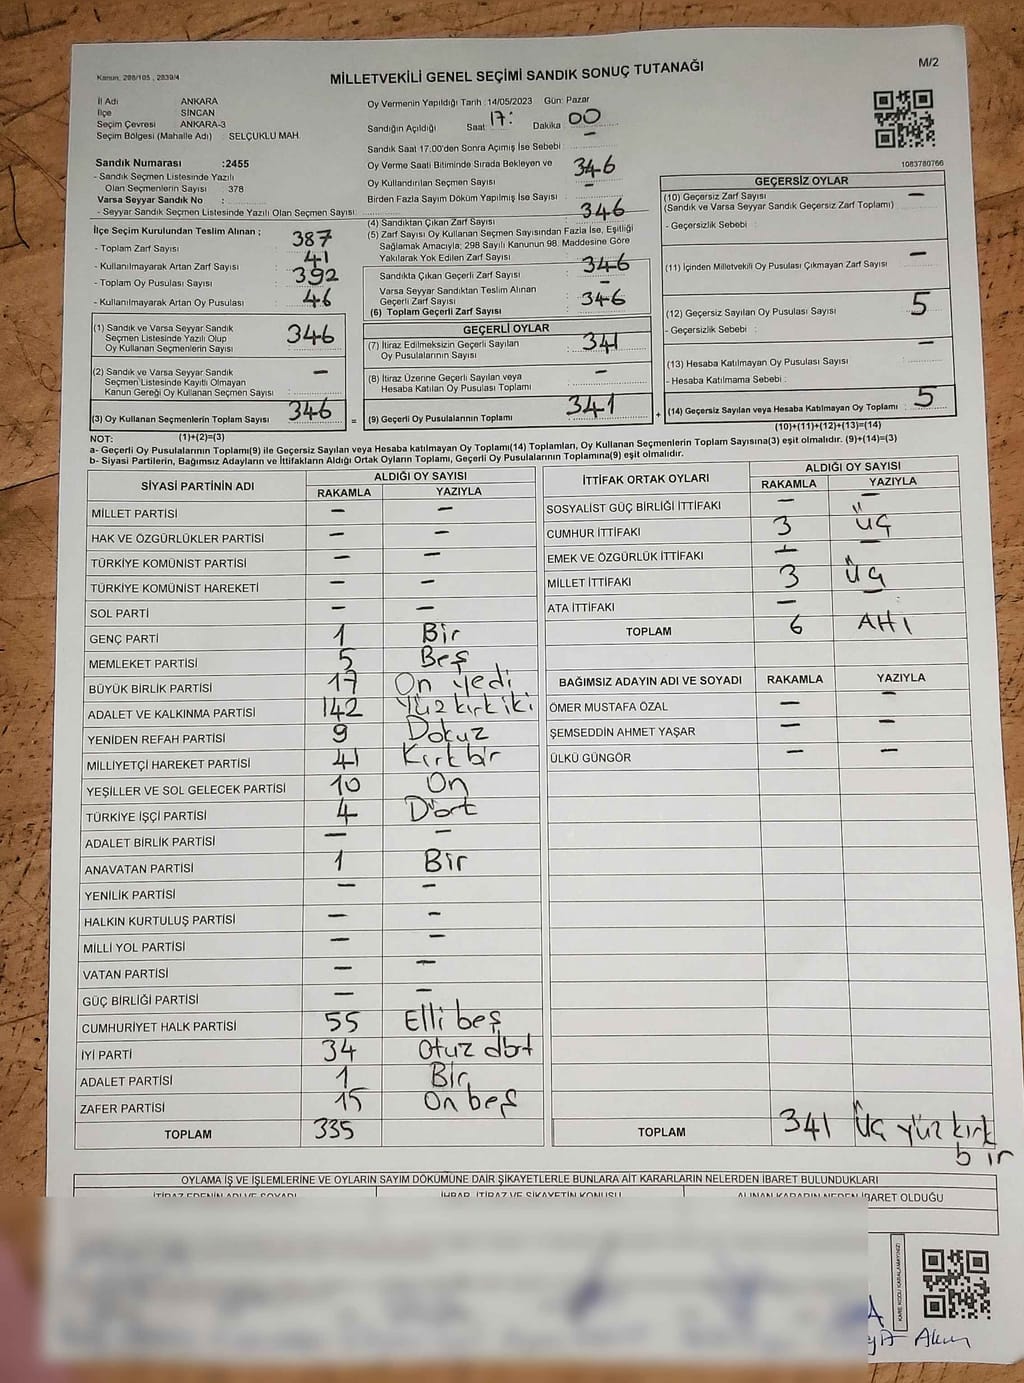 Kanun, 298/105 , 2839/4
MİLLETVEKİLİ GENEL SEÇİMİ SANDIK SONUÇ TUTANAĞI
M/2
İl Adı ANKARA
İlçe SİNCAN
Seçim Çevresi ANKARA-3
Seçim Bölgesi (Mahalle Adı) SELÇUKLU MAH.
Sandık Numarası :2455
- Sandık Seçmen Listesinde Yazılı
Olan Seçmenlerin Sayısı : 378
Varsa Seyyar Sandık No :
- Seyyar Sandık Seçmen Listesinde Yazılı Olan Seçmen Sayısı:
Oy Vermenin Yapıldığı Tarih :14/05/2023 Gün: Pazar
Sandığın Açıldığı Saat 17: Dakika 00
Sandık Saat 17:00'den Sonra Açımış İse Sebebi : —
Oy Verme Saati Bitiminde Sırada Bekleyen ve
Oy Kullandırılan Seçmen Sayısı : 346
Birden Fazla Sayım Döküm Yapılmış İse Sayısı : —
1083780766
İlçe Seçim Kurulundan Teslim Alınan ;
- Toplam Zarf Sayısı : 387
- Kullanılmayarak Artan Zarf Sayısı : 41
- Toplam Oy Pusulası Sayısı : 392
- Kullanılmayarak Artan Oy Pusulası : 46
(4) Sandıktan Çıkan Zarf Sayısı : 346
(5) Zarf Sayısı Oy Kullanan Seçmen Sayısından Fazla İse, Eşitliği
Sağlamak Amacıyla; 298 Sayılı Kanunun 98. Maddesine Göre
Yakılarak Yok Edilen Zarf Sayısı :
Sandıkta Çıkan Geçerli Zarf Sayısı : 346
Varsa Seyyar Sandıktan Teslim Alınan
Geçerli Zarf Sayısı : —
(6) Toplam Geçerli Zarf Sayısı : 346
GEÇERSİZ OYLAR
(10) Geçersiz Zarf Sayısı —
(Sandık ve Varsa Seyyar Sandık Geçersiz Zarf Toplamı) :
- Geçersizlik Sebebi :
(11) İçinden Milletvekili Oy Pusulası Çıkmayan Zarf Sayısı : —
(12) Geçersiz Sayılan Oy Pusulası Sayısı : 5
- Geçersizlik Sebebi :
(13) Hesaba Katılmayan Oy Pusulası Sayısı : —
- Hesaba Katılmama Sebebi :
(14) Geçersiz Sayılan veya Hesaba Katılmayan Oy Toplamı : 5
(10)+(11)+(12)+(13)=(14)
(1) Sandık ve Varsa Seyyar Sandık
Seçmen Listesinde Yazılı Olup
Oy Kullanan Seçmenlerin Sayısı : 346
(2) Sandık ve Varsa Seyyar Sandık
Seçmen Listesinde Kayıtlı Olmayan
Kanun Gereği Oy Kullanan Seçmen Sayısı : —
(3) Oy Kullanan Seçmenlerin Toplam Sayısı : 346 =
(1)+(2)=(3)
GEÇERLİ OYLAR
(7) İtiraz Edilmeksizin Geçerli Sayılan
Oy Pusulalarının Sayısı : 341
(8) İtiraz Üzerine Geçerli Sayılan veya
Hesaba Katılan Oy Pusulası Toplamı : —
(9) Geçerli Oy Pusulalarının Toplamı : 341 +
NOT:
a- Geçerli Oy Pusulalarının Toplamı(9) ile Geçersiz Sayılan veya Hesaba katılmayan Oy Toplamı(14) Toplamları, Oy Kullanan Seçmenlerin Toplam Sayısına(3) eşit olmalıdır. (9)+(14)=(3)
b- Siyasi Partilerin, Bağımsız Adayların ve İttifakların Aldığı Ortak Oyların Toplamı, Geçerli Oy Pusulalarının Toplamına(9) eşit olmalıdır.
SİYASİ PARTİNİN ADI ALDIĞI OY SAYISI
RAKAMLA YAZIYLA
MİLLET PARTİSİ — —
HAK VE ÖZGÜRLÜKLER PARTİSİ — —
TÜRKİYE KOMÜNİST PARTİSİ — —
TÜRKİYE KOMÜNİST HAREKETİ — —
SOL PARTİ — —
GENÇ PARTİ 1 Bir
MEMLEKET PARTİSİ 5 Beş
BÜYÜK BİRLİK PARTİSİ 17 On yedi
ADALET VE KALKINMA PARTİSİ 142 Yüz kırk iki
YENİDEN REFAH PARTİSİ 9 Dokuz
MİLLİYETÇİ HAREKET PARTİSİ 41 Kırk bir
YEŞİLLER VE SOL GELECEK PARTİSİ 10 On
TÜRKİYE İŞÇİ PARTİSİ 4 Dört
ADALET BİRLİK PARTİSİ — —
ANAVATAN PARTİSİ 1 Bir
YENİLİK PARTİSİ — —
HALKIN KURTULUŞ PARTİSİ — —
MİLLİ YOL PARTİSİ — —
VATAN PARTİSİ — —
GÜÇ BİRLİĞİ PARTİSİ — —
CUMHURİYET HALK PARTİSİ 55 Elli beş
İYİ PARTİ 34 Otuz dört
ADALET PARTİSİ 1 Bir
ZAFER PARTİSİ 15 On beş
TOPLAM 335
İTTİFAK ORTAK OYLARI ALDIĞI OY SAYISI
RAKAMLA YAZIYLA
SOSYALİST GÜÇ BİRLİĞİ İTTİFAKI — —
CUMHUR İTTİFAKI 3 Üç
EMEK VE ÖZGÜRLÜK İTTİFAKI — —
MİLLET İTTİFAKI 3 Üç
ATA İTTİFAKI — —
TOPLAM 6 AltI
BAĞIMSIZ ADAYIN ADI VE SOYADI RAKAMLA YAZIYLA
ÖMER MUSTAFA ÖZAL — —
ŞEMSEDDİN AHMET YAŞAR — —
ÜLKÜ GÜNGÖR — —
TOPLAM 341 Üç yüz kırk
bir
OYLAMA İŞ VE İŞLEMLERİNE VE OYLARIN SAYIM DÖKÜMÜNE DAİR ŞİKAYETLERLE BUNLARA AİT KARARLARIN NELERDEN İBARET BULUNDUKLARI
İTİRAZ EDENİN ADI VE SOYADI İHBAR, İTİRAZ VE ŞİKAYETİN KONUSU ALINAN KARARIN NEDEN İBARET OLDUĞU
KARE KODU KARALAMAYINIZ!